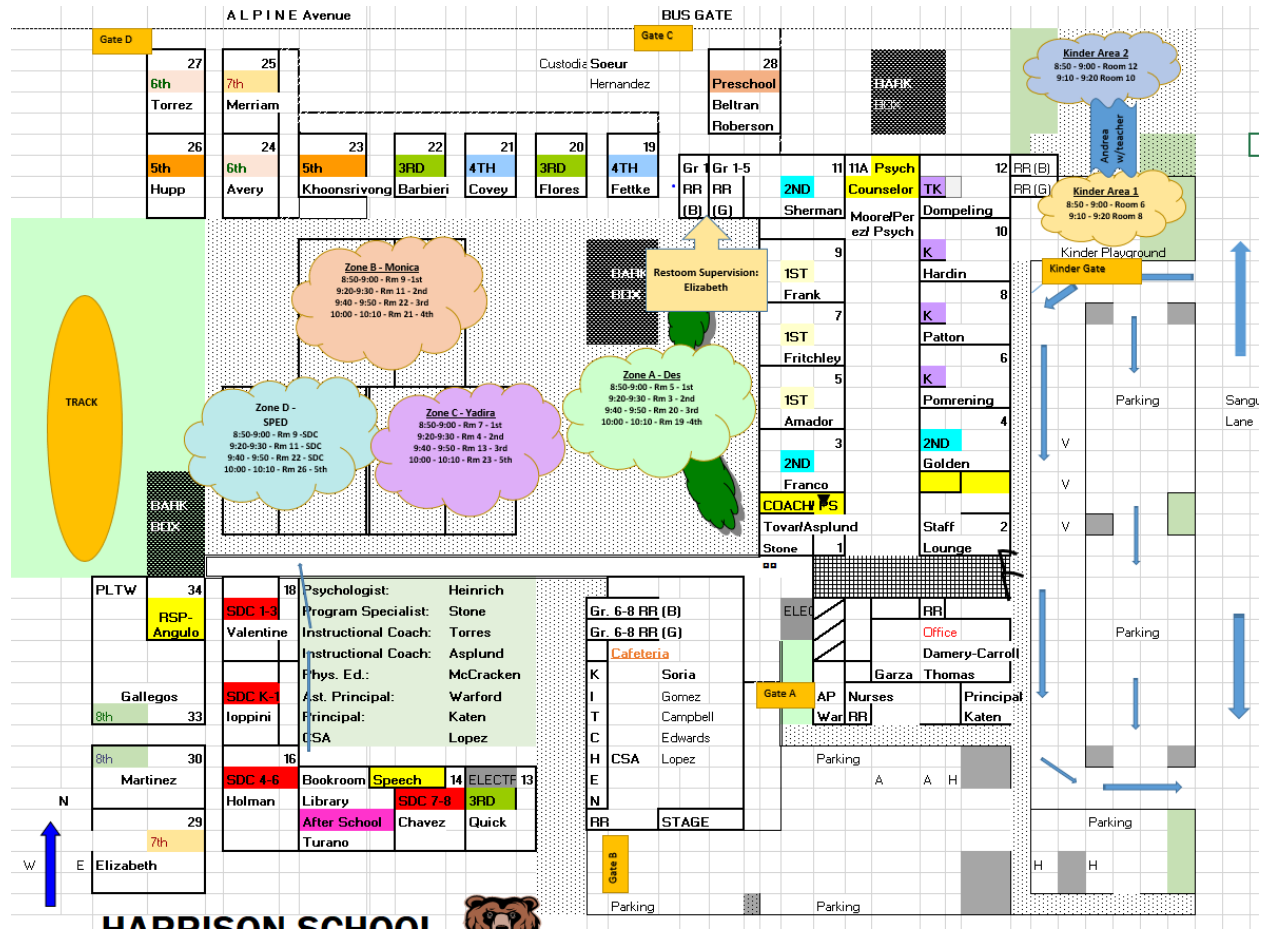 A L P I N E Avenue
BUS GATE
Gate D
Gate C
27
6th
Torrez
25
7th
Merriam
Custodia Soeur
Hernandez
28
Preschool
Beltran
Roberson
BARK
BOX
Kinder Area 2
8:50 - 9:00 - Room 12
9:10 - 9:20 Room 10
Andrea
w/teacher
26
5th
Hupp
24
6th
Avery
23
5th
Khoonsrivong
22
3RD
Barbieri
21
4TH
Covey
20
3RD
Flores
19
4TH
Fettke
Gr 1
RR
(B)
Gr 1-5
RR
(G)
11
2ND
Sherman
11A Psych
Counselor
Moore/Per
ez/ Psych
12
TK
Dompeling
RR (B)
RR (G)
Kinder Area 1
8:50 - 9:00 - Room 6
9:10 - 9:20 Room 8
Kinder Playground
Kinder Gate
Zone B - Monica
8:50-9:00 - Rm 9 -1st
9:20-9:30 - Rm 11 - 2nd
9:40 - 9:50 - Rm 22 - 3rd
10:00 - 10:10 - Rm 21 - 4th
BARK
BOX
Restoom Supervision:
Elizabeth
9
1ST
Frank
10
K
Hardin
7
1ST
Fritchley
8
K
Patton
5
1ST
Amador
6
K
Pomrening
3
2ND
Franco
4
2ND
Golden
TRACK
Zone D -
SPED
8:50-9:00 - Rm 9 -SDC
9:20-9:30 - Rm 11 - SDC
9:40 - 9:50 - Rm 22 - SDC
10:00 - 10:10 - Rm 26 - 5th
Zone C - Yadira
8:50-9:00 - Rm 7 - 1st
9:20-9:30 - Rm 4 - 2nd
9:40 - 9:50 - Rm 13 - 3rd
10:00 - 10:10 - Rm 23 - 5th
Zone A - Des
8:50-9:00 - Rm 5 - 1st
9:20-9:30 - Rm 3 - 2nd
9:40 - 9:50 - Rm 20 - 3rd
10:00 - 10:10 - Rm 19 -4th
Parking
Sangu
Lane
V
V
V
BARK
BOX
COACH/ PS
Tovar/Asplund
Stone 1
Staff 2
Lounge
PLTW 34
RSP-
Angulo
18
SDC 1-3
Valentine
Psychologist: Heinrich
Program Specialist: Stone
Instructional Coach: Torres
Instructional Coach: Asplund
Phys. Ed.: McCracken
Ast. Principal: Warford
Principal: Katen
CSA Lopez
Gr. 6-8 RR (B)
Gr. 6-8 RR (G)
Cafeteria
K Soria
I Gomez
T Campbell
C Edwards
H CSA Lopez
E
N
RR STAGE
ELEC
RR
Office
Damery-Carroll
Garza Thomas
Gate A
AP
War
Nurses
RR
Principal
Katen
Parking
Gallegos
8th 33
SDC K-1
Ioppini
8th 30
Martinez
16
SDC 4-6
Holman
Bookroom
Library
After School
Turano
Speech 14
SDC 7-8
Chavez
ELECTF 13
3RD
Quick
Parking
A A H
Parking
29
7th
Elizabeth
N
W E
Gate B
H H
Parking
Parking
HARRISON SCHOOL